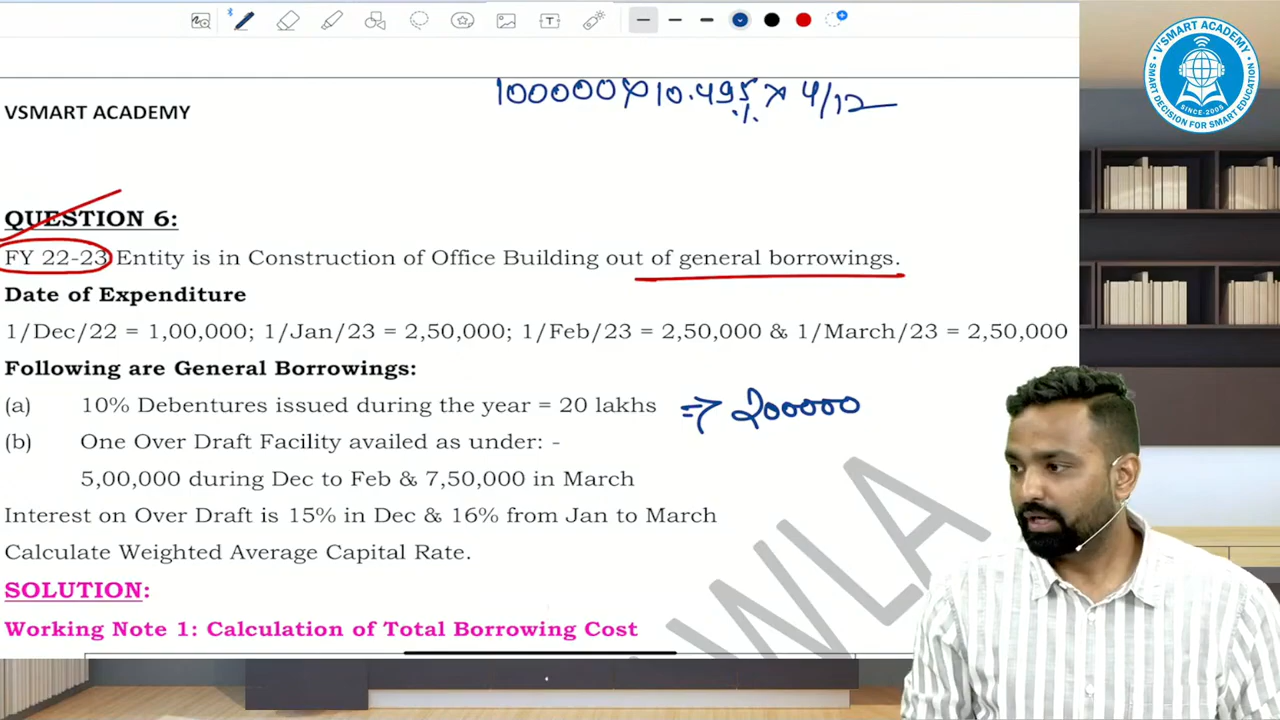 100000 x 10.495 % x 4/12
VSMART ACADEMY
V'SMART ACADEMY
SINCE-2005
SMART DECISION FOR SMART EDUCATION
QUESTION 6:
FY 22-23 Entity is in Construction of Office Building out of general borrowings.
Date of Expenditure
1/Dec/22 = 1,00,000; 1/Jan/23 = 2,50,000; 1/Feb/23 = 2,50,000 & 1/March/23 = 2,50,000
Following are General Borrowings:
(a) 10% Debentures issued during the year = 20 lakhs ⇒ 200000
(b) One Over Draft Facility availed as under: -
5,00,000 during Dec to Feb & 7,50,000 in March
Interest on Over Draft is 15% in Dec & 16% from Jan to March
Calculate Weighted Average Capital Rate.
SOLUTION:
Working Note 1: Calculation of Total Borrowing Cost